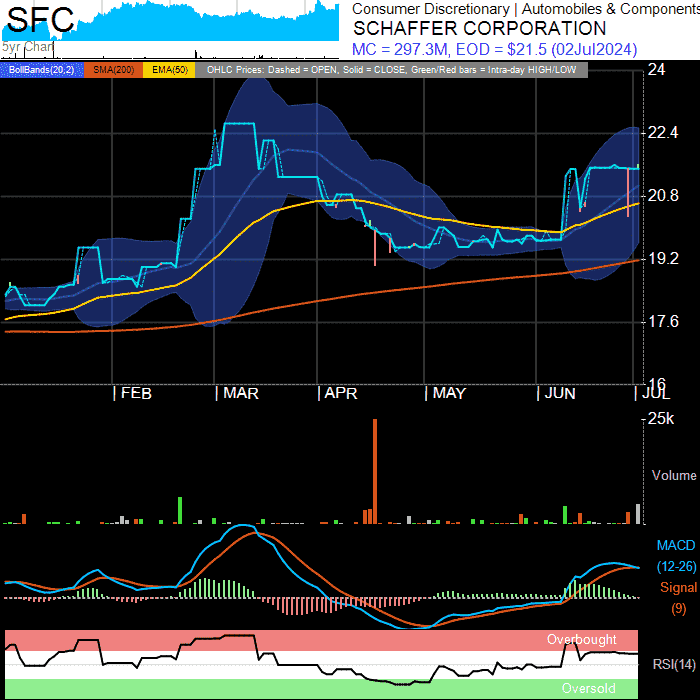 SFC
Consumer Discretionary | Automobiles & Components
SCHAFFER CORPORATION
5yr Chart
MC = 297.3M, EOD = $21.5 (02Jul2024)
BollBands(20,2) SMA(200) EMA(50) OHLC Prices: Dashed = OPEN, Solid = CLOSE, Green/Red bars = Intra-day HIGH/LOW
24
22.4
20.8
19.2
17.6
16
FEB MAR APR MAY JUN JUL
25k
Volume
MACD
(12-26)
Signal
(9)
Overbought
RSI(14)
Oversold